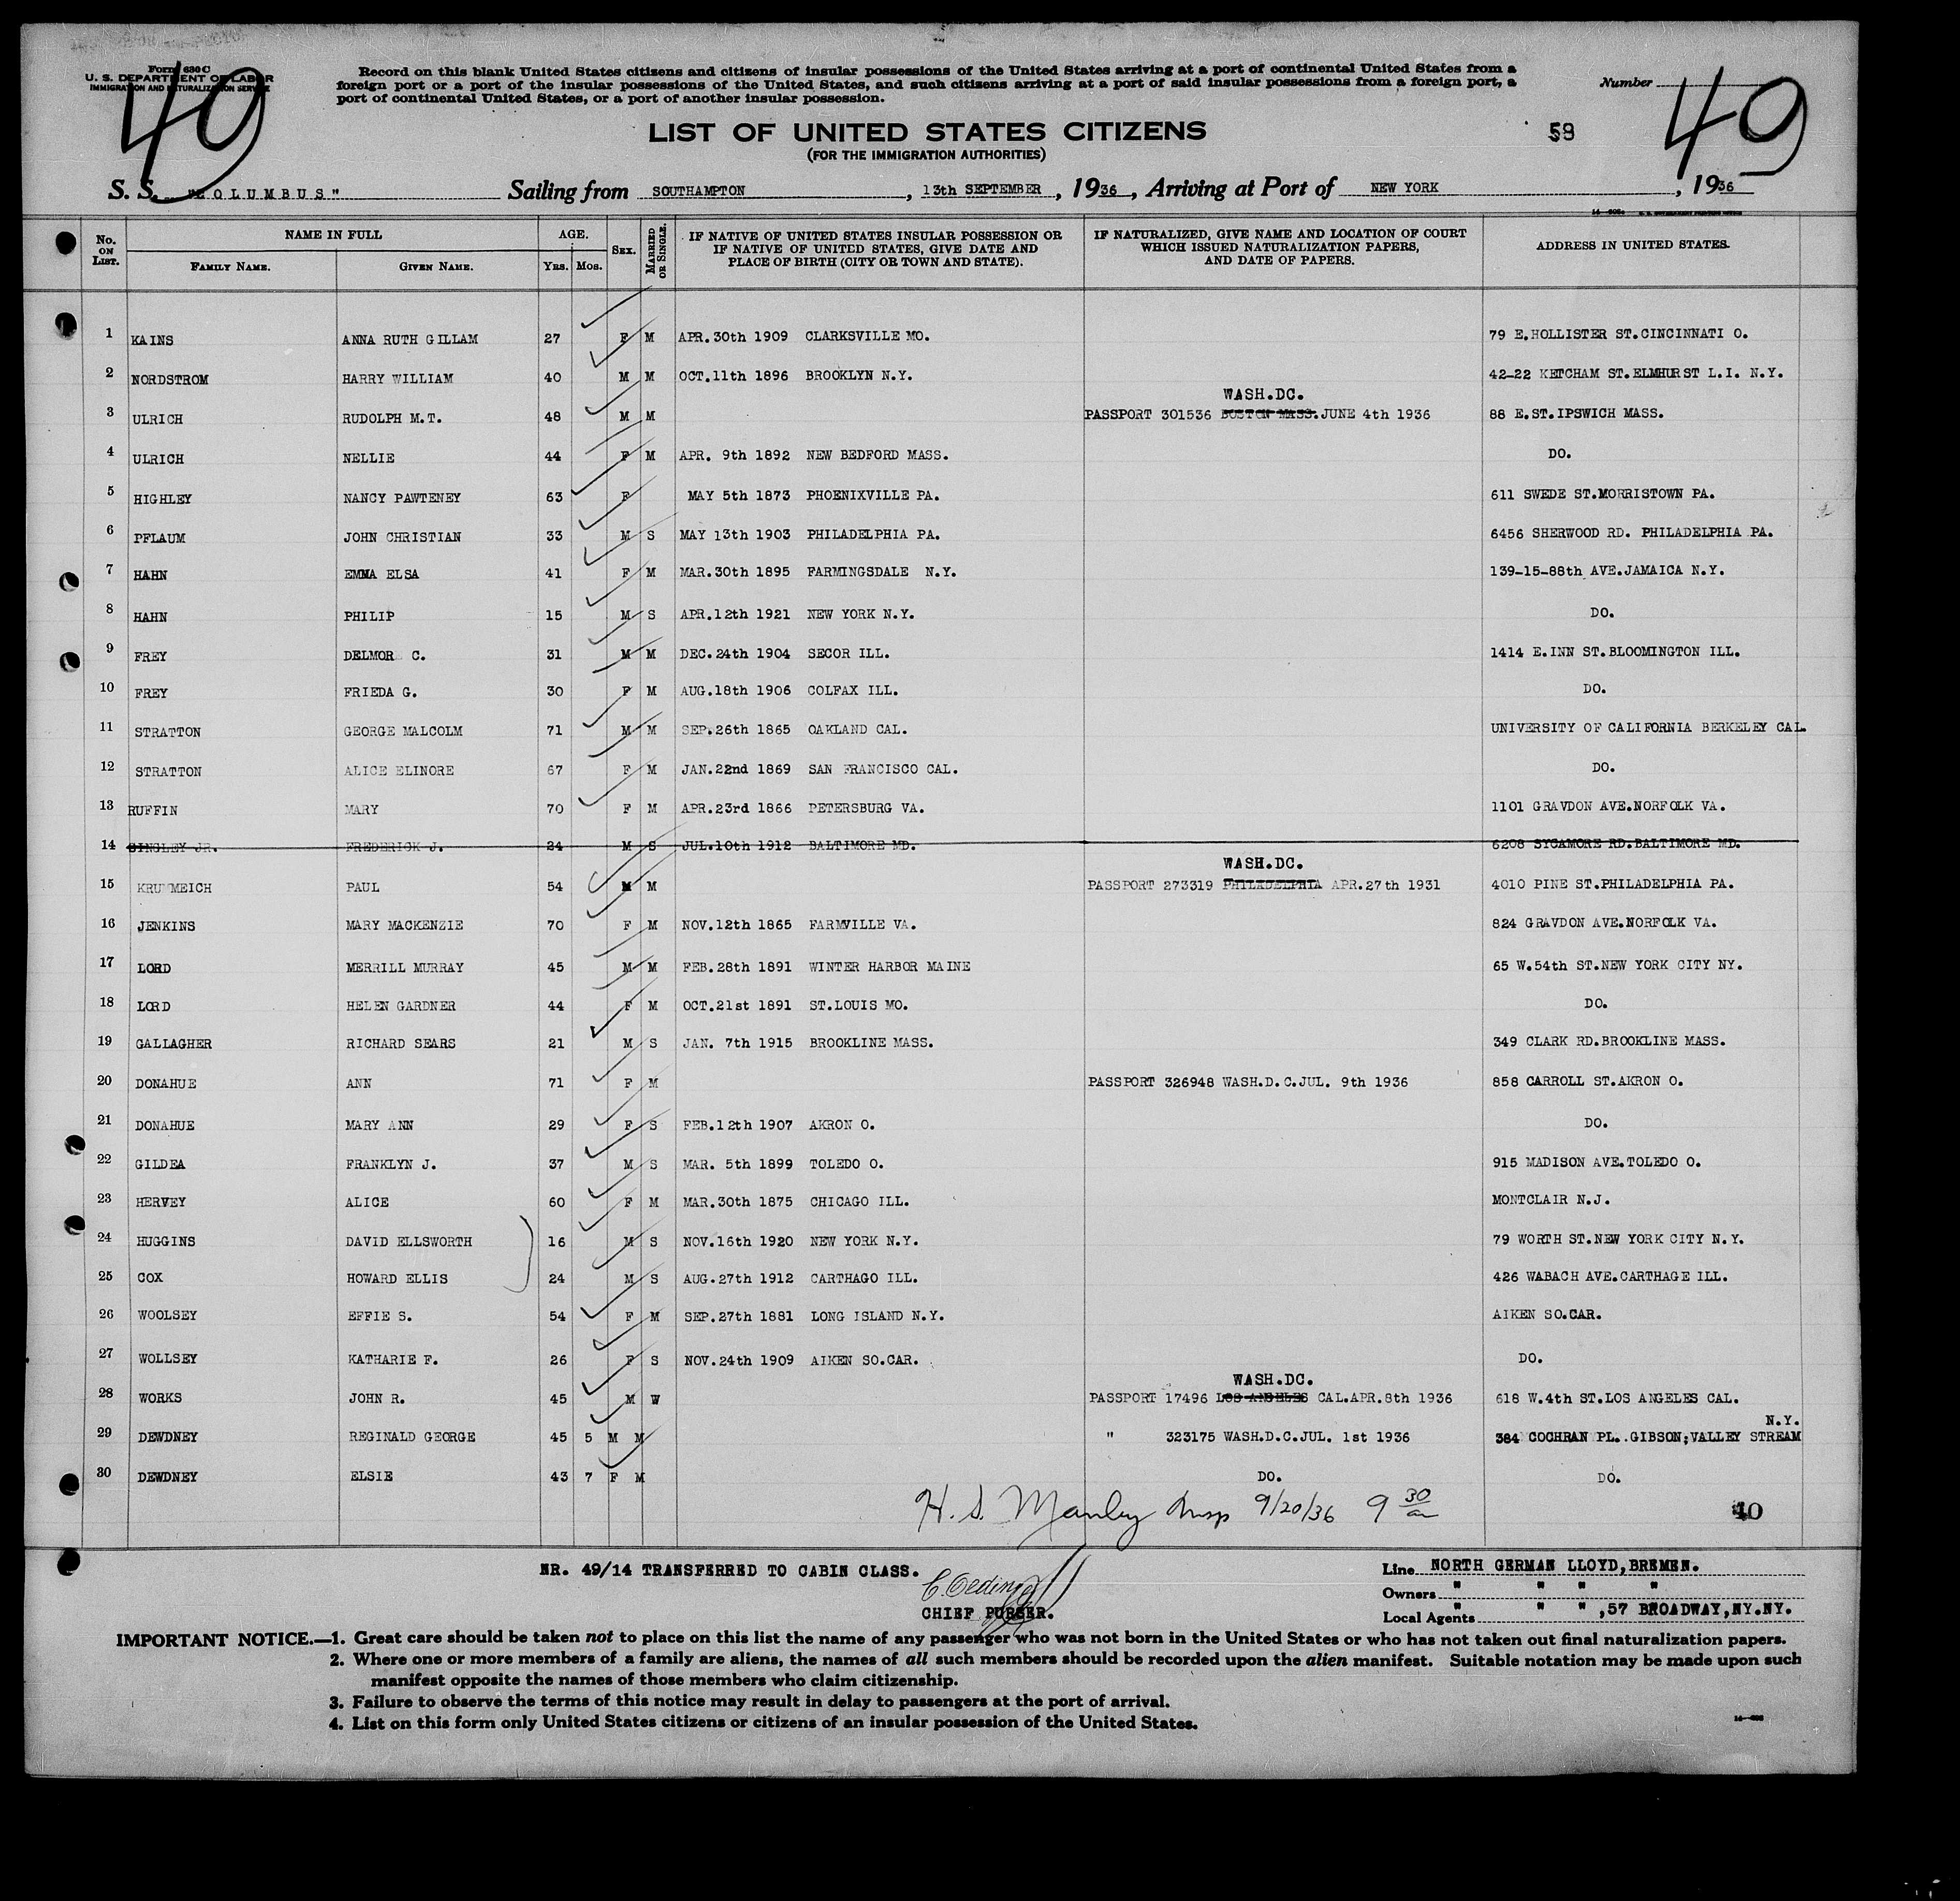 Form 630 C
U. S. DEPARTMENT OF LABOR
IMMIGRATION AND NATURALIZATION SERVICE
49
Record on this blank United States citizens and citizens of insular possessions of the United States arriving at a port of continental United States from a
foreign port or a port of the insular possessions of the United States, and such citizens arriving at a port of said insular possessions from a foreign port, a
port of continental United States, or a port of another insular possession.
Number
49
LIST OF UNITED STATES CITIZENS
(FOR THE IMMIGRATION AUTHORITIES)
58
S. S. "COLUMBUS" Sailing from SOUTHAMPTON, 13th SEPTEMBER, 1936, Arriving at Port of NEW YORK, 1936
No. ON LIST. NAME IN FULL FAMILY NAME. GIVEN NAME. AGE. YRS. MOS. SEX. MARRIED OR SINGLE. IF NATIVE OF UNITED STATES INSULAR POSSESSION OR IF NATIVE OF UNITED STATES, GIVE DATE AND PLACE OF BIRTH (CITY OR TOWN AND STATE). IF NATURALIZED, GIVE NAME AND LOCATION OF COURT WHICH ISSUED NATURALIZATION PAPERS, AND DATE OF PAPERS. ADDRESS IN UNITED STATES.
1 KAINS ANNA RUTH GILLAM 27 F M APR.30th 1909 CLARKSVILLE MO. 79 E.HOLLISTER ST.CINCINNATI O.
2 NORDSTROM HARRY WILLIAM 40 M M OCT.11th 1896 BROOKLYN N.Y. 42-22 KETCHAM ST.ELMHURST L.I. N.Y.
WASH.DC.
3 ULRICH RUDOLPH M.T. 48 M M PASSPORT 301536 BOSTON MASS. JUNE 4th 1936 88 E.ST.IPSWICH MASS.
4 ULRICH NELLIE 44 F M APR. 9th 1892 NEW BEDFORD MASS. DO.
5 HIGHLEY NANCY PAWTENEY 63 F MAY 5th 1873 PHOENIXVILLE PA. 611 SWEDE ST.MORRISTOWN PA.
6 PFLAUM JOHN CHRISTIAN 33 M S MAY 13th 1903 PHILADELPHIA PA. 6456 SHERWOOD RD. PHILADELPHIA PA.
7 HAHN EMMA ELSA 41 F M MAR.30th 1895 FARMINGSDALE N.Y. 139-15-88th AVE.JAMAICA N.Y.
8 HAHN PHILIP 15 M S APR.12th 1921 NEW YORK N.Y. DO.
9 FREY DELMOR C. 31 M M DEC.24th 1904 SECOR ILL. 1414 E.INN ST.BLOOMINGTON ILL.
10 FREY FRIEDA G. 30 F M AUG.18th 1906 COLFAX ILL. DO.
11 STRATTON GEORGE MALCOLM 71 M M SEP.26th 1865 OAKLAND CAL. UNIVERSITY OF CALIFORNIA BERKELEY CAL.
12 STRATTON ALICE ELINORE 67 F M JAN.22nd 1869 SAN FRANCISCO CAL. DO.
13 RUFFIN MARY 70 F M APR.23rd 1866 PETERSBURG VA. 1101 GRAVDON AVE.NORFOLK VA.
14 SINGLEY JR. FREDERICK J. 24 M S JUL.10th 1912 BALTIMORE MD. 6208 SYCAMORE RD.BALTIMORE MD.
WASH.DC.
15 KRUMMEICH PAUL 54 M M PASSPORT 273319 PHILADELPHIA APR.27th 1931 4010 PINE ST.PHILADELPHIA PA.
16 JENKINS MARY MACKENZIE 70 F M NOV.12th 1865 FARMVILLE VA. 824 GRAVDON AVE.NORFOLK VA.
17 LORD MERRILL MURRAY 45 M M FEB.28th 1891 WINTER HARBOR MAINE 65 W.54th ST.NEW YORK CITY NY.
18 LORD HELEN GARDNER 44 F M OCT.21st 1891 ST.LOUIS MO. DO.
19 GALLAGHER RICHARD SEARS 21 M S JAN. 7th 1915 BROOKLINE MASS. 349 CLARK RD.BROOKLINE MASS.
20 DONAHUE ANN 71 F M PASSPORT 326948 WASH.D.C.JUL. 9th 1936 858 CARROLL ST.AKRON O.
21 DONAHUE MARY ANN 29 F S FEB.12th 1907 AKRON O. DO.
22 GILDEA FRANKLYN J. 37 M S MAR. 5th 1899 TOLEDO O. 915 MADISON AVE.TOLEDO O.
23 HERVEY ALICE 60 F M MAR.30th 1875 CHICAGO ILL. MONTCLAIR N.J.
24 HUGGINS DAVID ELLSWORTH 16 M S NOV.16th 1920 NEW YORK N.Y. 79 WORTH ST.NEW YORK CITY N.Y.
25 COX HOWARD ELLIS 24 M S AUG.27th 1912 CARTHAGO ILL. 426 WABACH AVE.CARTHAGE ILL.
26 WOOLSEY EFFIE S. 54 F M SEP.27th 1881 LONG ISLAND N.Y. AIKEN SO.CAR.
27 WOLLSEY KATHARIE F. 26 F S NOV.24th 1909 AIKEN SO.CAR. DO.
WASH.DC.
28 WORKS JOHN R. 45 M W PASSPORT 17496 LOS ANGELES CAL.APR.8th 1936 618 W.4th ST.LOS ANGELES CAL.
N.Y.
29 DEWDNEY REGINALD GEORGE 45 5 M M " 323175 WASH.D.C.JUL. 1st 1936 384 COCHRAN PL. GIBSON;VALLEY STREAM
30 DEWDNEY ELSIE 43 7 F M DO. DO.
H. S. Manley Insp 9/20/36 9 30 am
40
NR. 49/14 TRANSFERRED TO CABIN CLASS.
CHIEF PURSER.
Line NORTH GERMAN LLOYD,BREMEN.
Owners " " " "
Local Agents " " " ,57 BROADWAY,NY.NY.
IMPORTANT NOTICE.—1. Great care should be taken not to place on this list the name of any passenger who was not born in the United States or who has not taken out final naturalization papers.
2. Where one or more members of a family are aliens, the names of all such members should be recorded upon the alien manifest. Suitable notation may be made upon such
manifest opposite the names of those members who claim citizenship.
3. Failure to observe the terms of this notice may result in delay to passengers at the port of arrival.
4. List on this form only United States citizens or citizens of an insular possession of the United States.